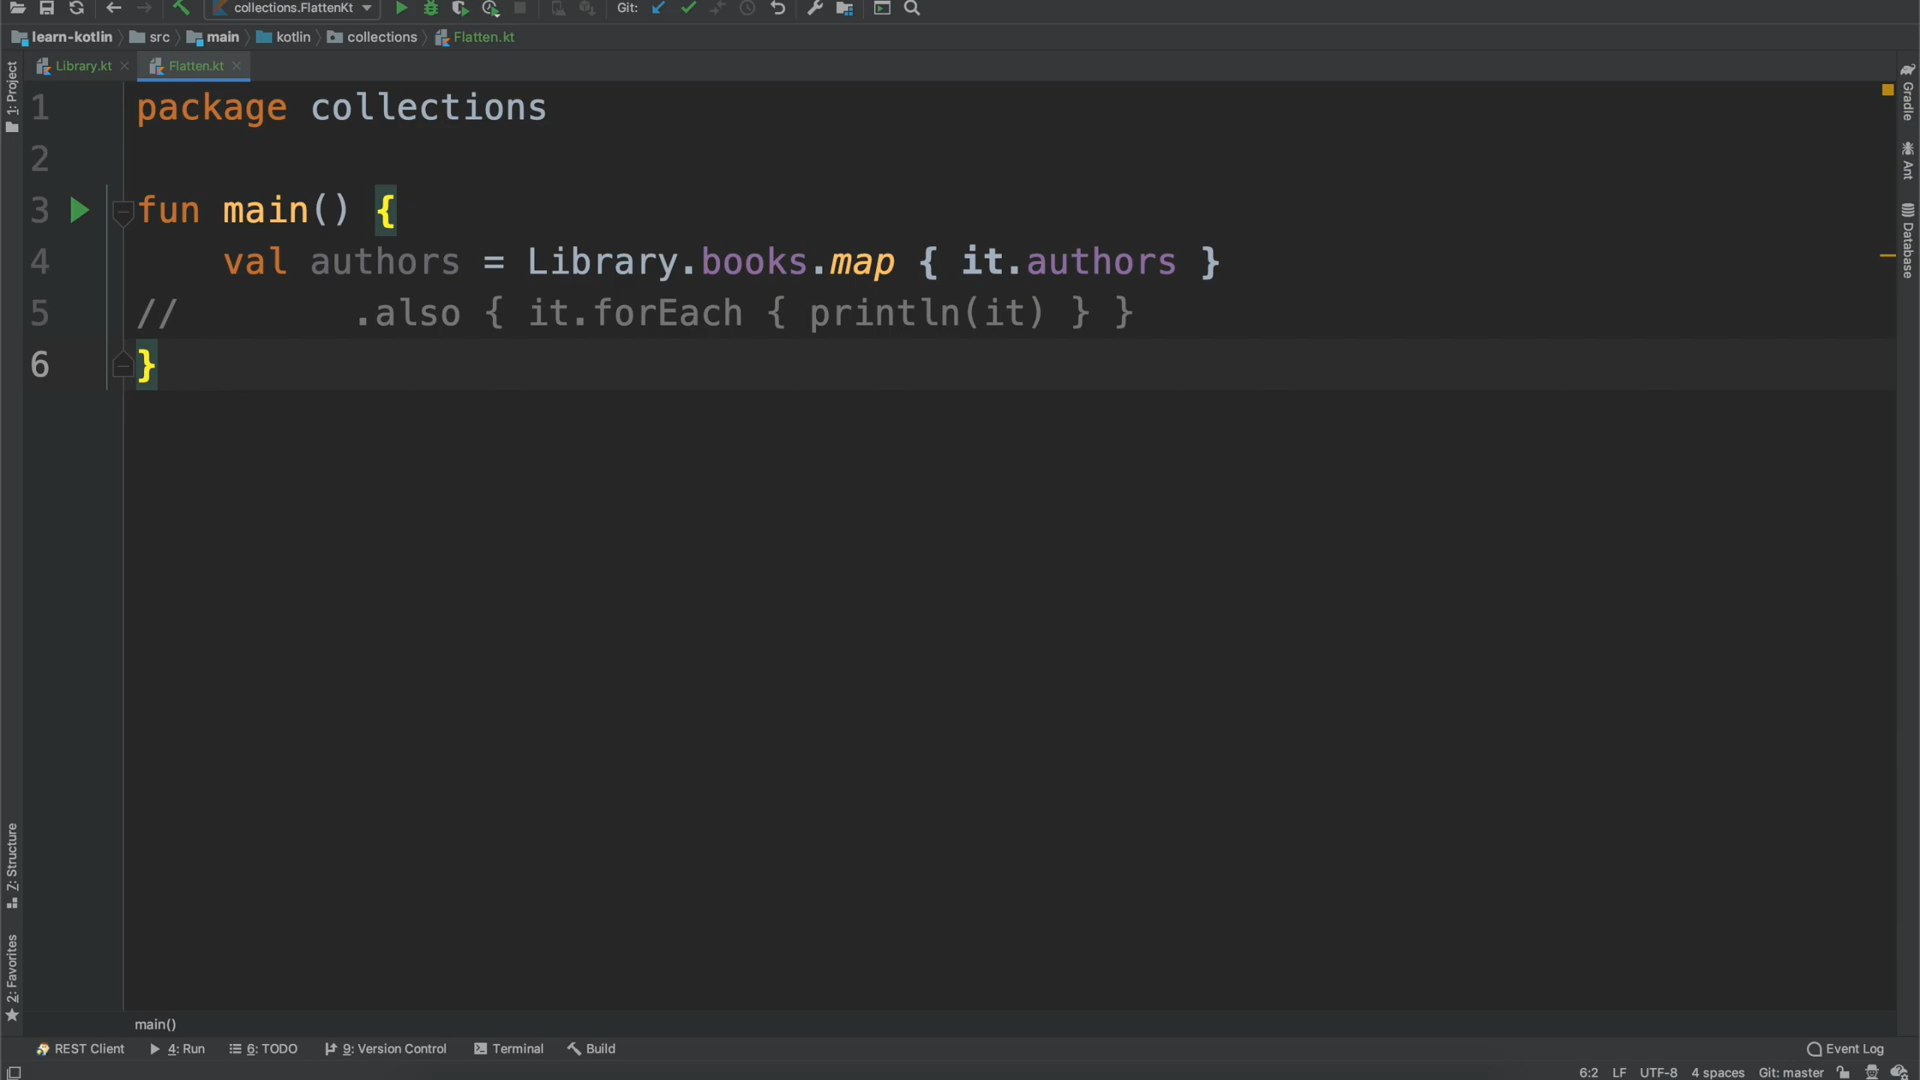 collections.FlattenKt Git:
learn-kotlin src main kotlin collections Flatten.kt
Library.kt Flatten.kt
1: Project
Gradle
Ant
Database
1 package collections
2
3 fun main() {
4 val authors = Library.books.map { it.authors }
5 // .also { it.forEach { println(it) } }
6 }
Z: Structure
2: Favorites
main()
REST Client 4: Run 6: TODO 9: Version Control Terminal Build Event Log
6:2 LF UTF-8 4 spaces Git: master